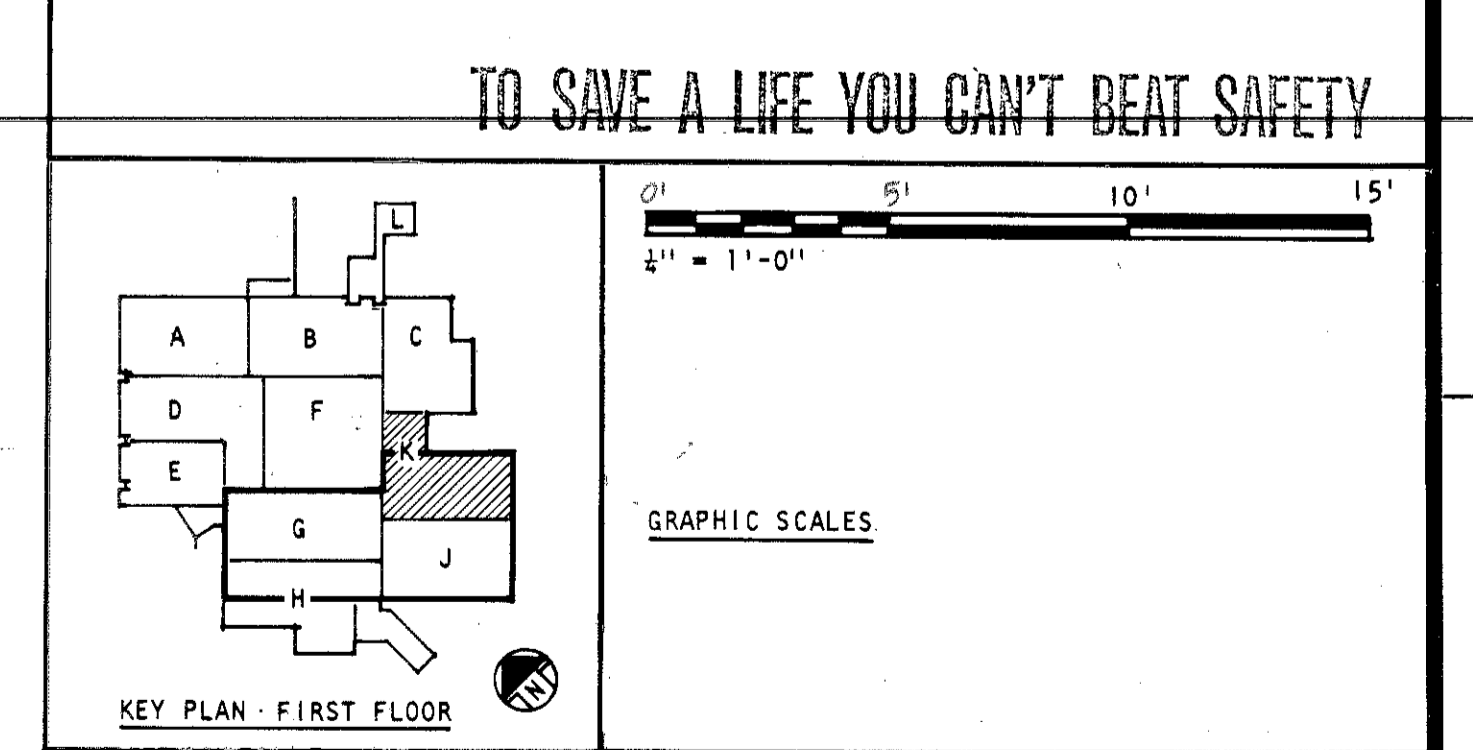 TO SAVE A LIFE YOU CAN'T BEAT SAFETY
0' 5' 10' 15'
¼" = 1'-0"
L
A B C
D F
K
E
G
J
H
N
GRAPHIC SCALES
KEY PLAN · FIRST FLOOR